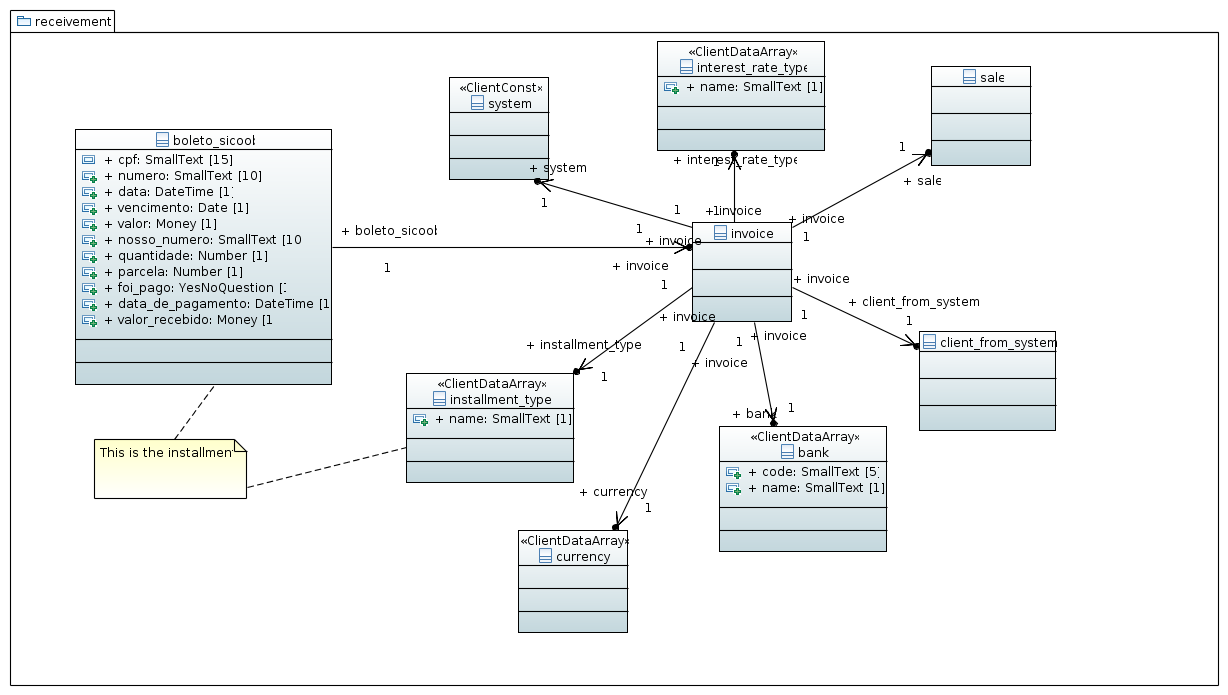 receivement
«ClientDataArray»
interest_rate_type
+ name: SmallText [1]
«ClientConst»
system
sale
boleto_sicoob
+ cpf: SmallText [15]
+ numero: SmallText [10]
+ data: DateTime [1]
+ vencimento: Date [1]
+ valor: Money [1]
+ nosso_numero: SmallText [10
+ quantidade: Number [1]
+ parcela: Number [1]
+ foi_pago: YesNoQuestion [1
+ data_de_pagamento: DateTime [1
+ valor_recebido: Money [1
+ interest_rate_type
1
+ system
1
1
+ sale
1
+ invoice
1
+ invoice
1
+ boleto_sicoob
1
1
+ invoice
invoice
+ invoice
1
+ invoice
1
+ client_from_system
1
client_from_system
+ invoice
1
+ invoice
1
+ invoice
+ installment_type
1
«ClientDataArray»
installment_type
+ name: SmallText [1]
This is the installmen
+ bank
1
«ClientDataArray»
bank
+ code: SmallText [5]
+ name: SmallText [1]
+ currency
1
«ClientDataArray»
currency